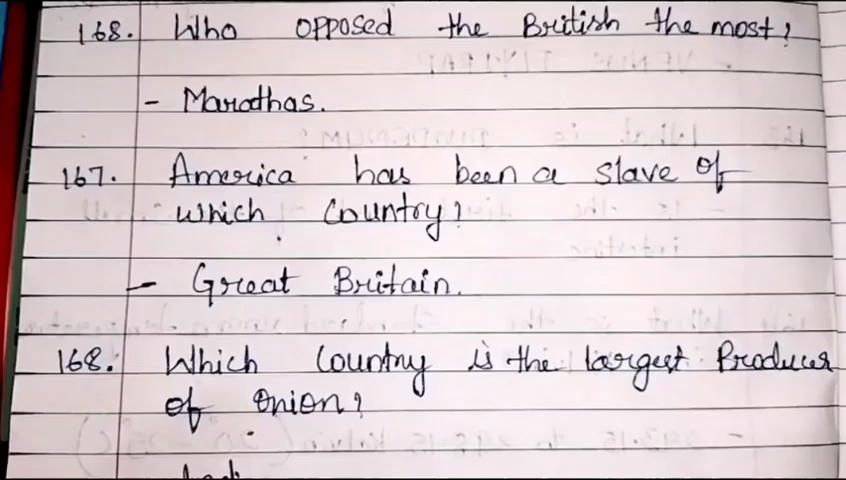 168. Who opposed the British the most?
- Marathas.
167. America has been a slave of
which country?
- Great Britain.
168. Which country is the largest Producer
of onion?